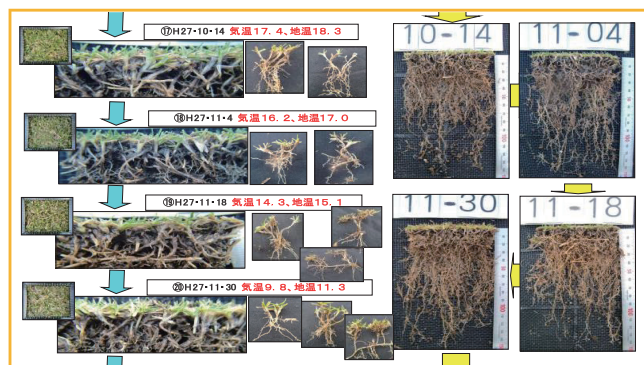 ⑰H27・10・14 気温17.4、地温18.3
⑱H27・11・4 気温16.2、地温17.0
⑲H27・11・18 気温14.3、地温15.1
⑳H27・11・30 気温9.8、地温11.3
10-14
11-04
11-30
11-18